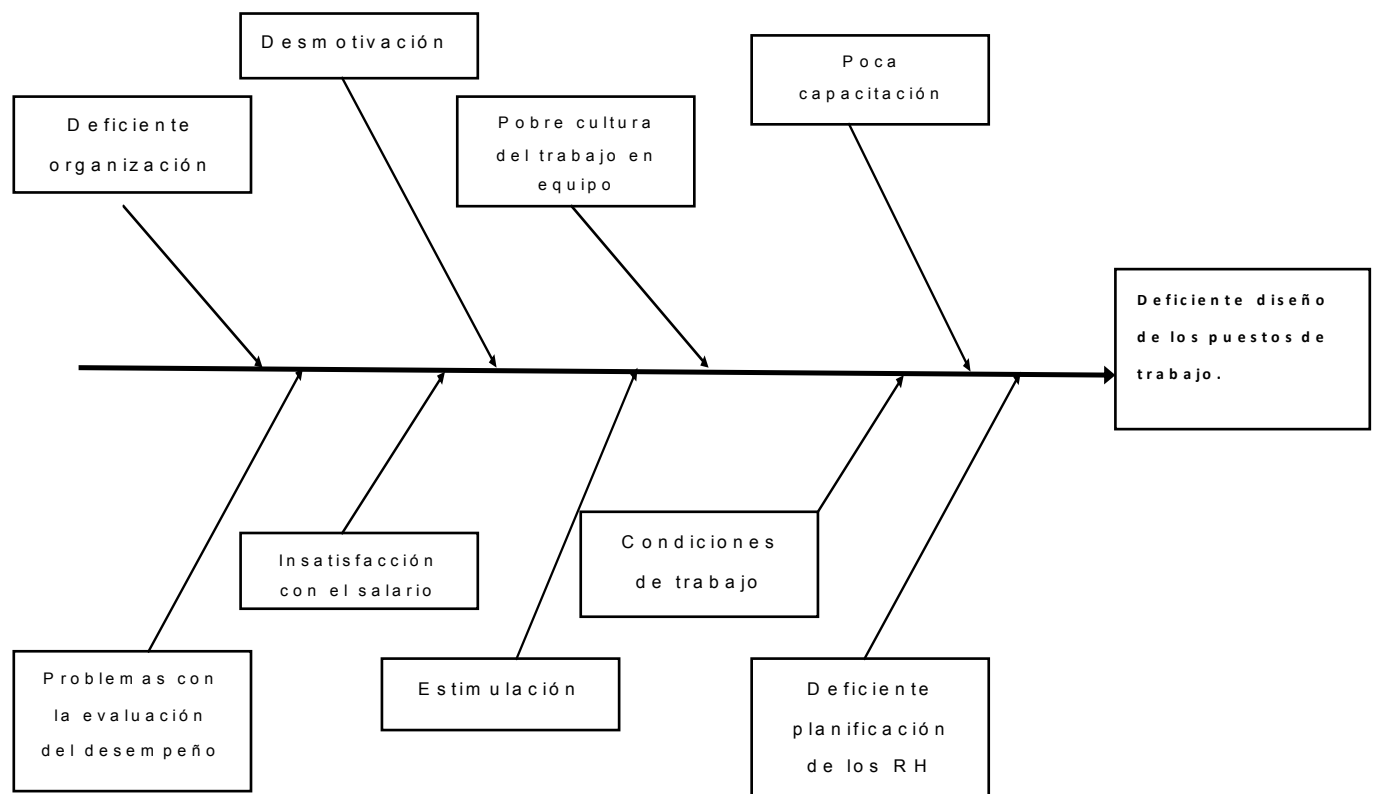 Desmotivación
Poca
capacitación
Deficiente
organización
Pobre cultura
del trabajo en
equipo
Deficiente diseño
de los puestos de
trabajo.
Insatisfacción
con el salario
Condiciones
de trabajo
Problemas con
la evaluación
del desempeño
Estimulación
Deficiente
planificación
de los RH